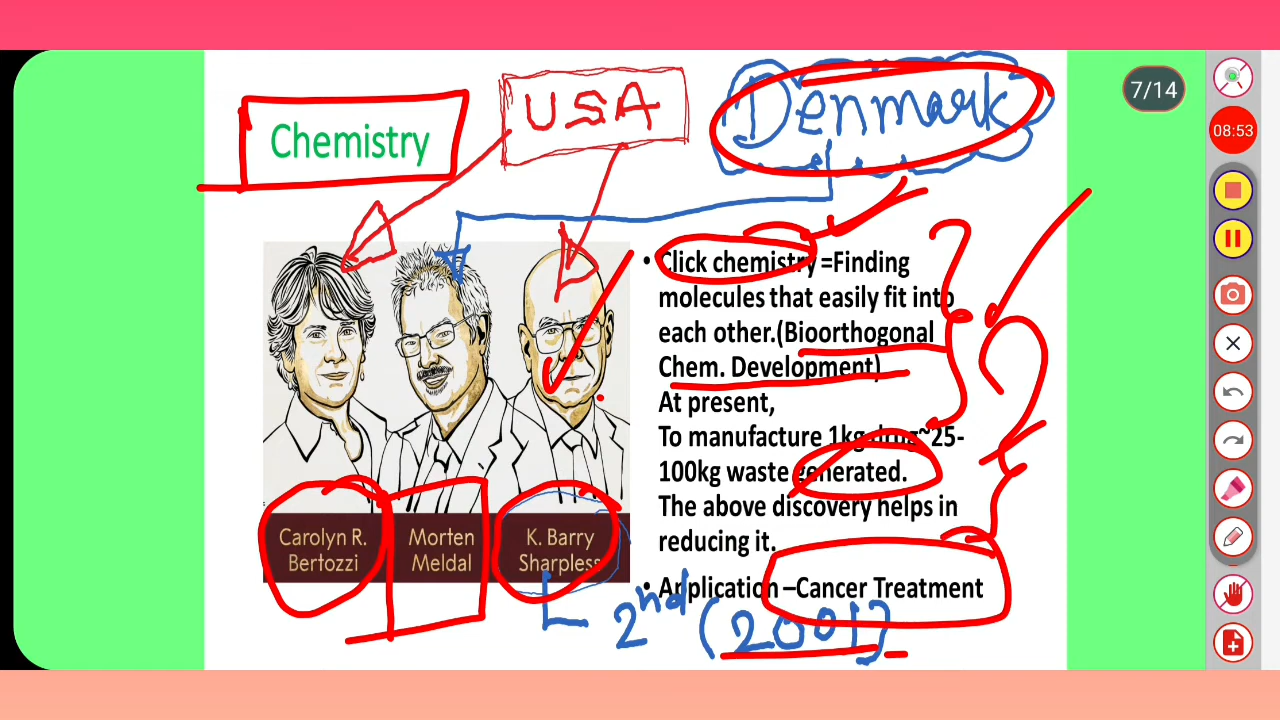 7/14
08:53
USA
Denmark
Chemistry
• Click chemistry =Finding
molecules that easily fit into
each other.(Bioorthogonal
Chem. Development)
At present,
To manufacture 1kg drug~25-
100kg waste generated.
The above discovery helps in
reducing it.
• Application –Cancer Treatment
Carolyn R.
Bertozzi
Morten
Meldal
K. Barry
Sharpless
2nd (2001)